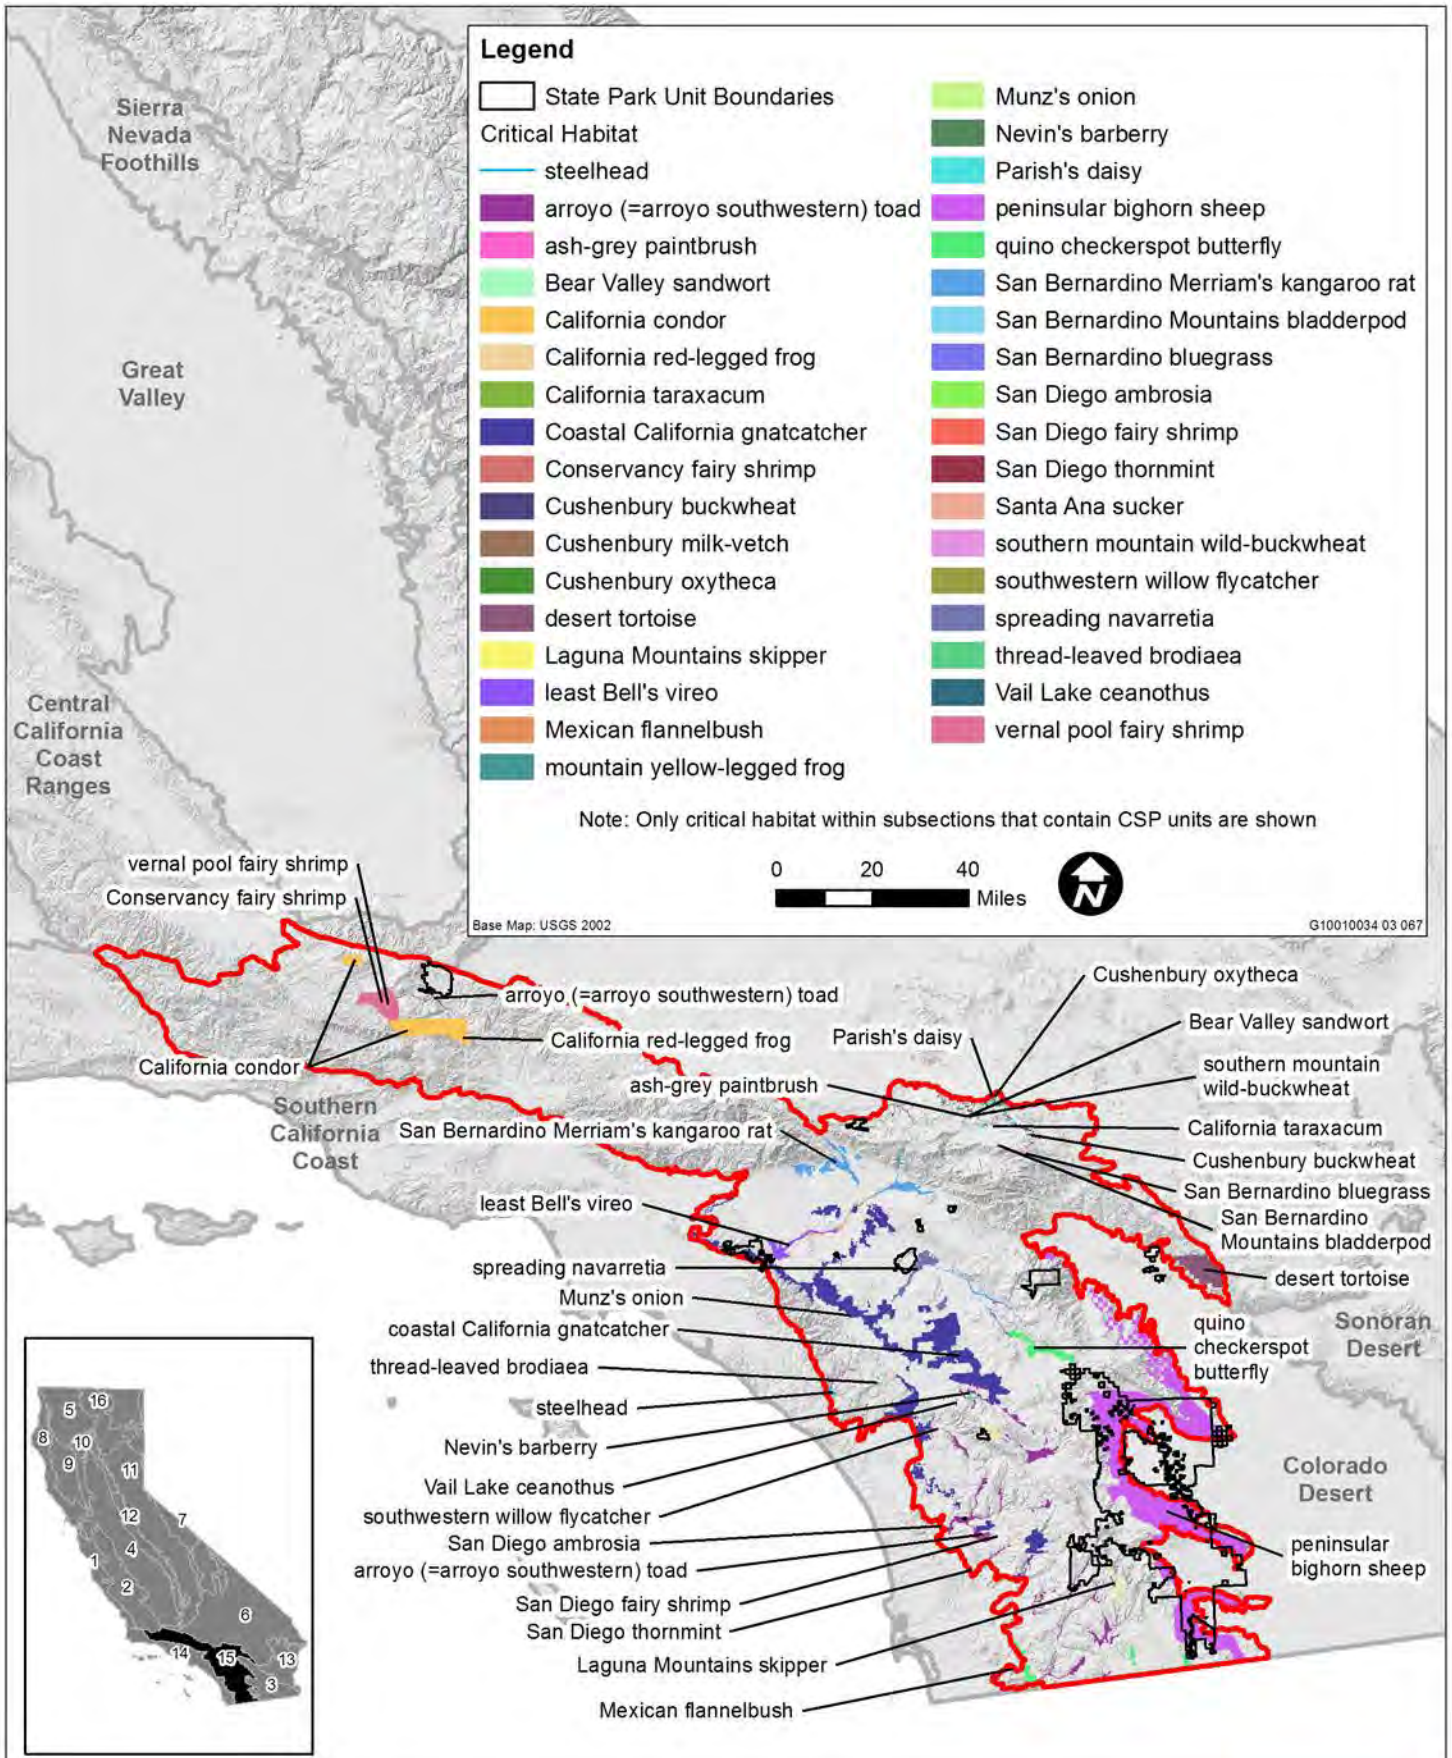 Legend
State Park Unit Boundaries
Critical Habitat
steelhead
arroyo (=arroyo southwestern) toad
ash-grey paintbrush
Bear Valley sandwort
California condor
California red-legged frog
California taraxacum
Coastal California gnatcatcher
Conservancy fairy shrimp
Cushenbury buckwheat
Cushenbury milk-vetch
Cushenbury oxytheca
desert tortoise
Laguna Mountains skipper
least Bell's vireo
Mexican flannelbush
mountain yellow-legged frog
Munz's onion
Nevin's barberry
Parish's daisy
peninsular bighorn sheep
quino checkerspot butterfly
San Bernardino Merriam's kangaroo rat
San Bernardino Mountains bladderpod
San Bernardino bluegrass
San Diego ambrosia
San Diego fairy shrimp
San Diego thornmint
Santa Ana sucker
southern mountain wild-buckwheat
southwestern willow flycatcher
spreading navarretia
thread-leaved brodiaea
Vail Lake ceanothus
vernal pool fairy shrimp
Note: Only critical habitat within subsections that contain CSP units are shown
0 20 40
Miles
N
Base Map: USGS 2002
G10010034 03 067
Sierra
Nevada
Foothills
Great
Valley
Central
California
Coast
Ranges
vernal pool fairy shrimp
Conservancy fairy shrimp
arroyo (=arroyo southwestern) toad
California red-legged frog
California condor
Southern
California
Coast
Cushenbury oxytheca
Bear Valley sandwort
Parish's daisy
southern mountain
wild-buckwheat
ash-grey paintbrush
California taraxacum
San Bernardino Merriam's kangaroo rat
Cushenbury buckwheat
San Bernardino bluegrass
San Bernardino
Mountains bladderpod
least Bell's vireo
desert tortoise
spreading navarretia
Munz's onion
coastal California gnatcatcher
quino
checkerspot
butterfly
Sonoran
Desert
thread-leaved brodiaea
steelhead
Nevin's barberry
Vail Lake ceanothus
Colorado
Desert
southwestern willow flycatcher
San Diego ambrosia
arroyo (=arroyo southwestern) toad
peninsular
bighorn sheep
San Diego fairy shrimp
San Diego thornmint
Laguna Mountains skipper
Mexican flannelbush
16
5
8
10
9
11
12
7
4
1
2
6
14
15
13
3